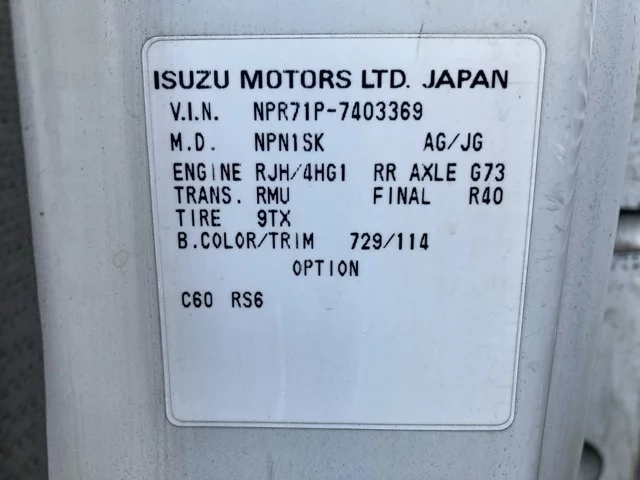 ISUZU MOTORS LTD. JAPAN
V.I.N. NPR71P-7403369
M.D. NPN1SK AG/JG
ENGINE RJH/4HG1 RR AXLE G73
TRANS. RMU FINAL R40
TIRE 9TX
B.COLOR/TRIM 729/114
OPTION
C60 RS6